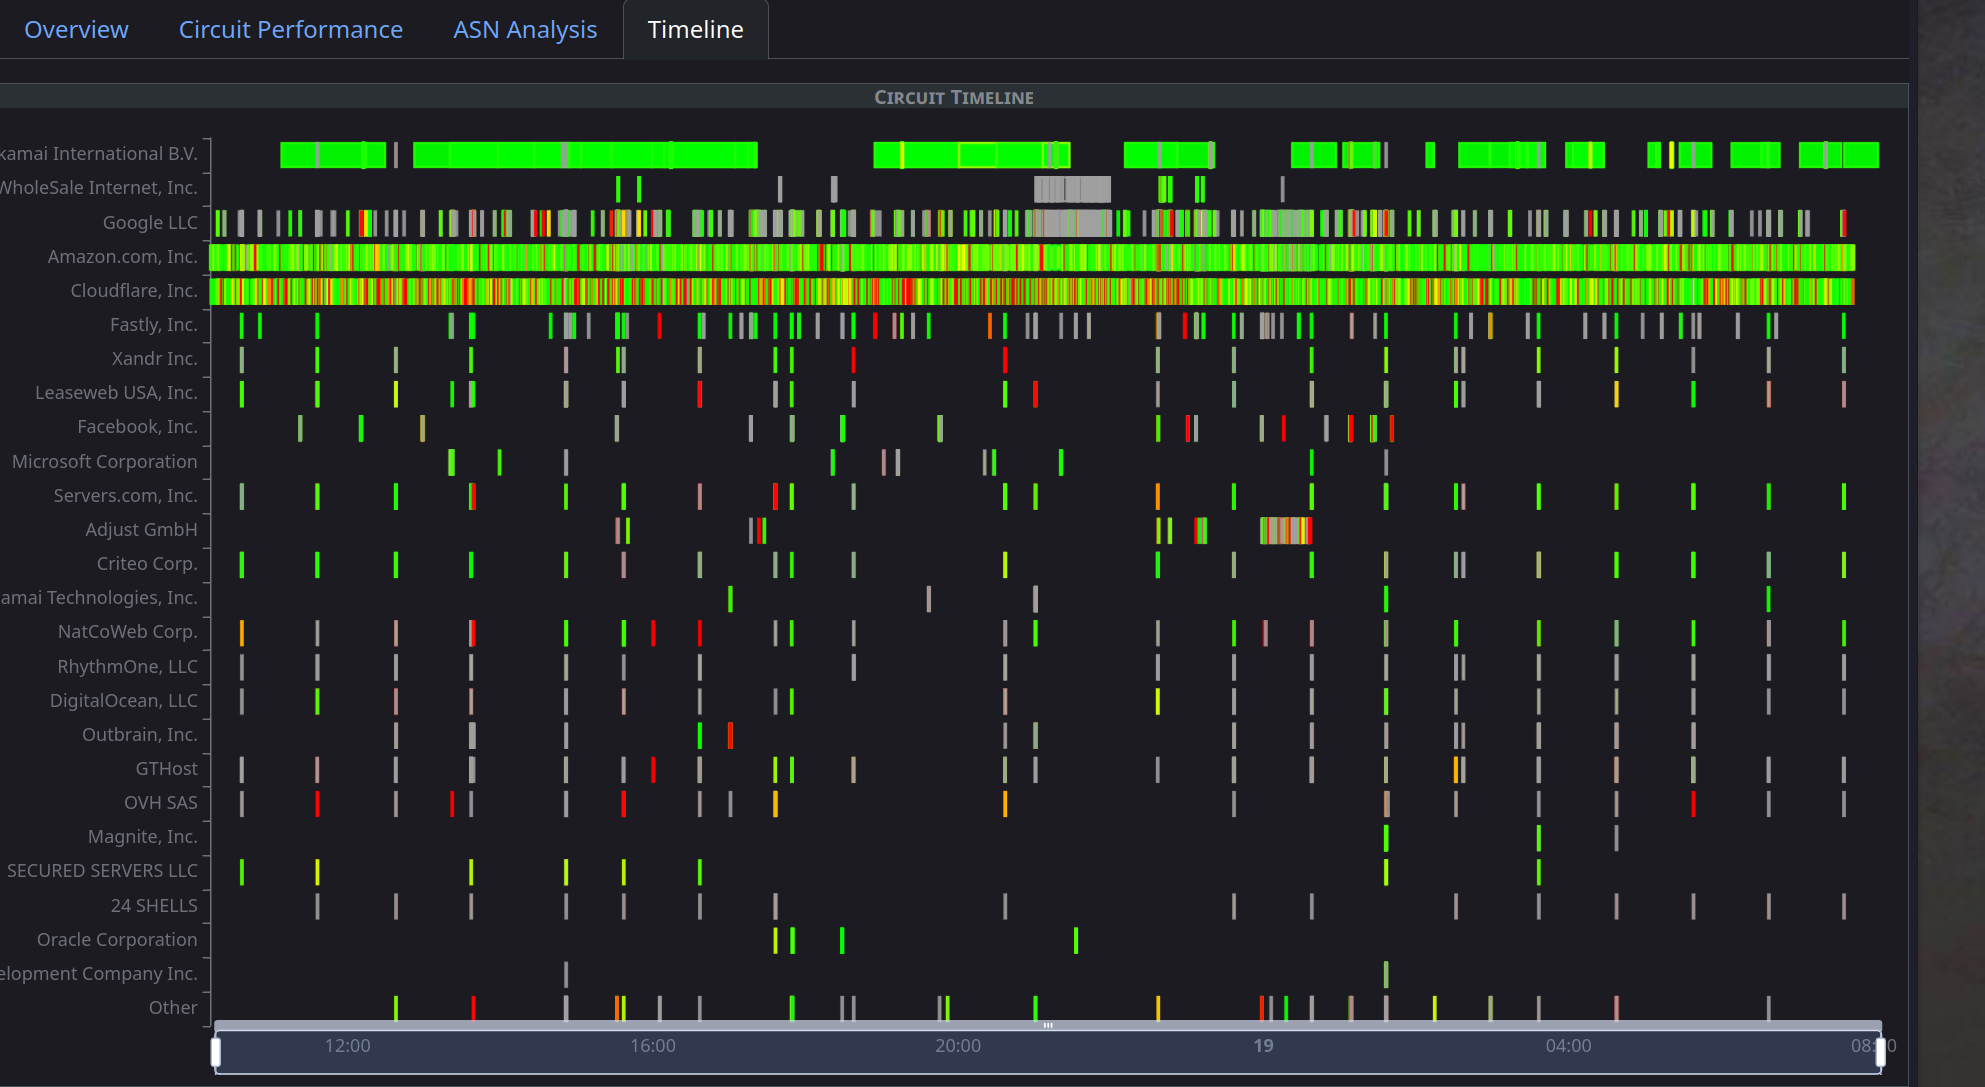 Overview Circuit Performance ASN Analysis Timeline
CIRCUIT TIMELINE
kamai International B.V.
WholeSale Internet, Inc.
Google LLC
Amazon.com, Inc.
Cloudflare, Inc.
Fastly, Inc.
Xandr Inc.
Leaseweb USA, Inc.
Facebook, Inc.
Microsoft Corporation
Servers.com, Inc.
Adjust GmbH
Criteo Corp.
amai Technologies, Inc.
NatCoWeb Corp.
RhythmOne, LLC
DigitalOcean, LLC
Outbrain, Inc.
GTHost
OVH SAS
Magnite, Inc.
SECURED SERVERS LLC
24 SHELLS
Oracle Corporation
elopment Company Inc.
Other
12:00 16:00 20:00 19 04:00